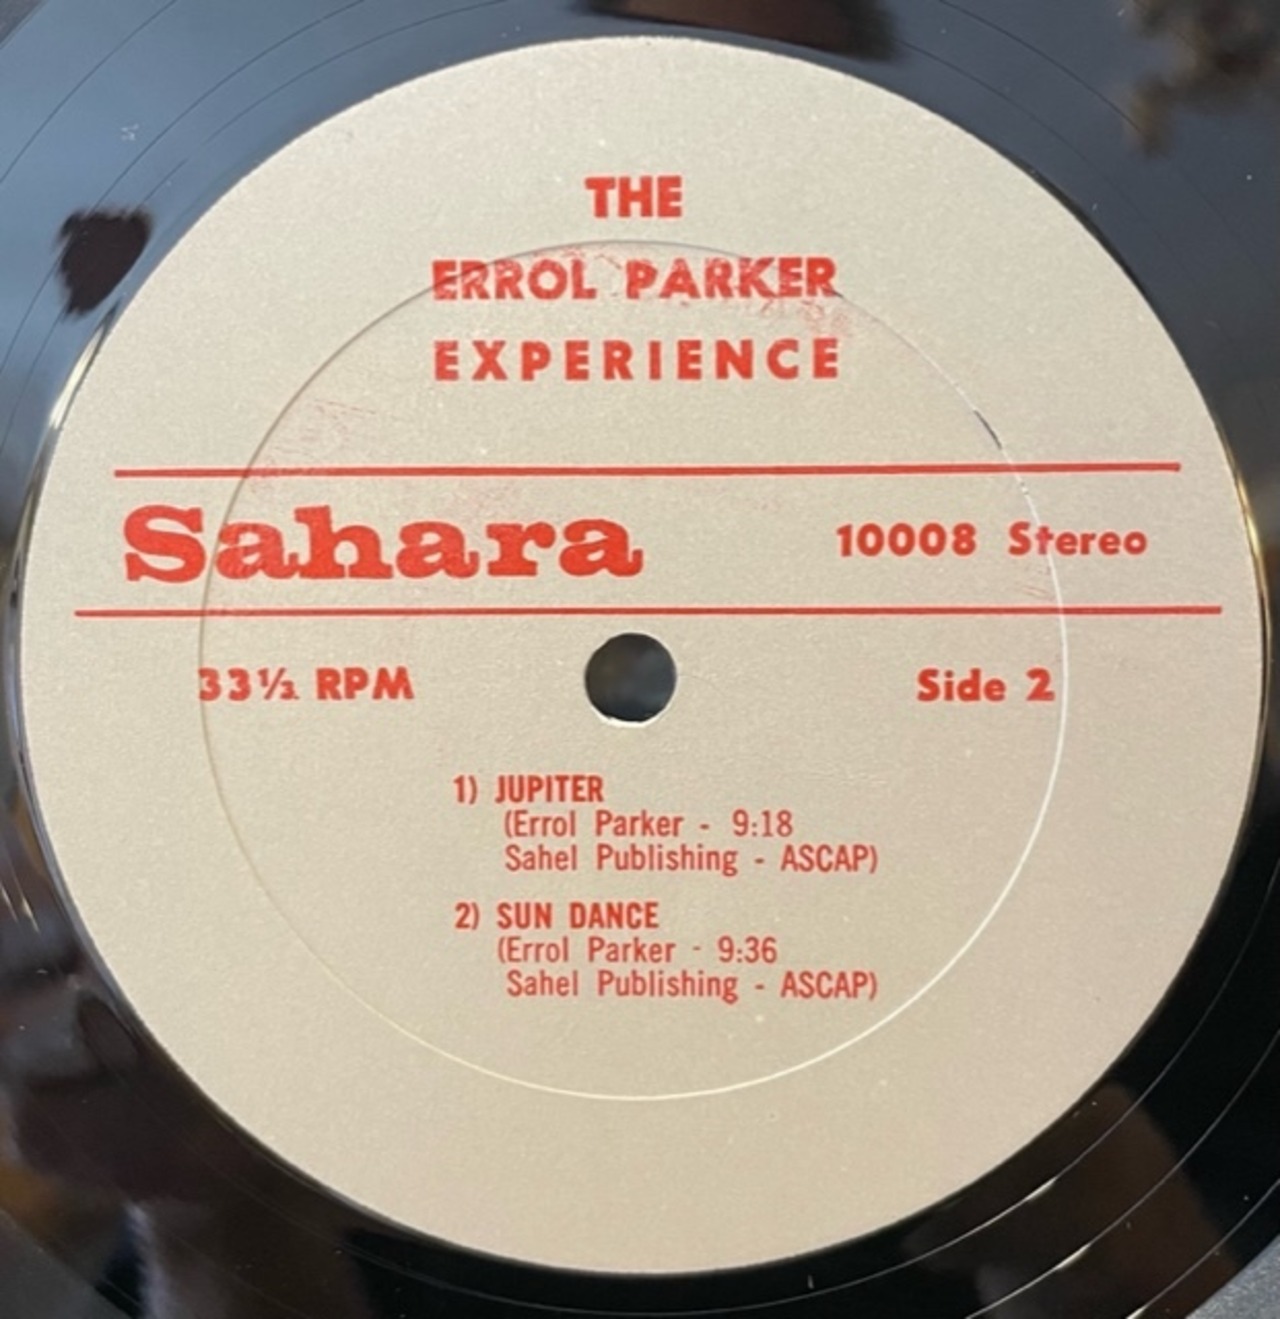 THE
ERROL PARKER
EXPERIENCE
Sahara 10008 Stereo
33⅓ RPM Side 2
1) JUPITER
(Errol Parker - 9:18
Sahel Publishing - ASCAP)
2) SUN DANCE
(Errol Parker - 9:36
Sahel Publishing - ASCAP)